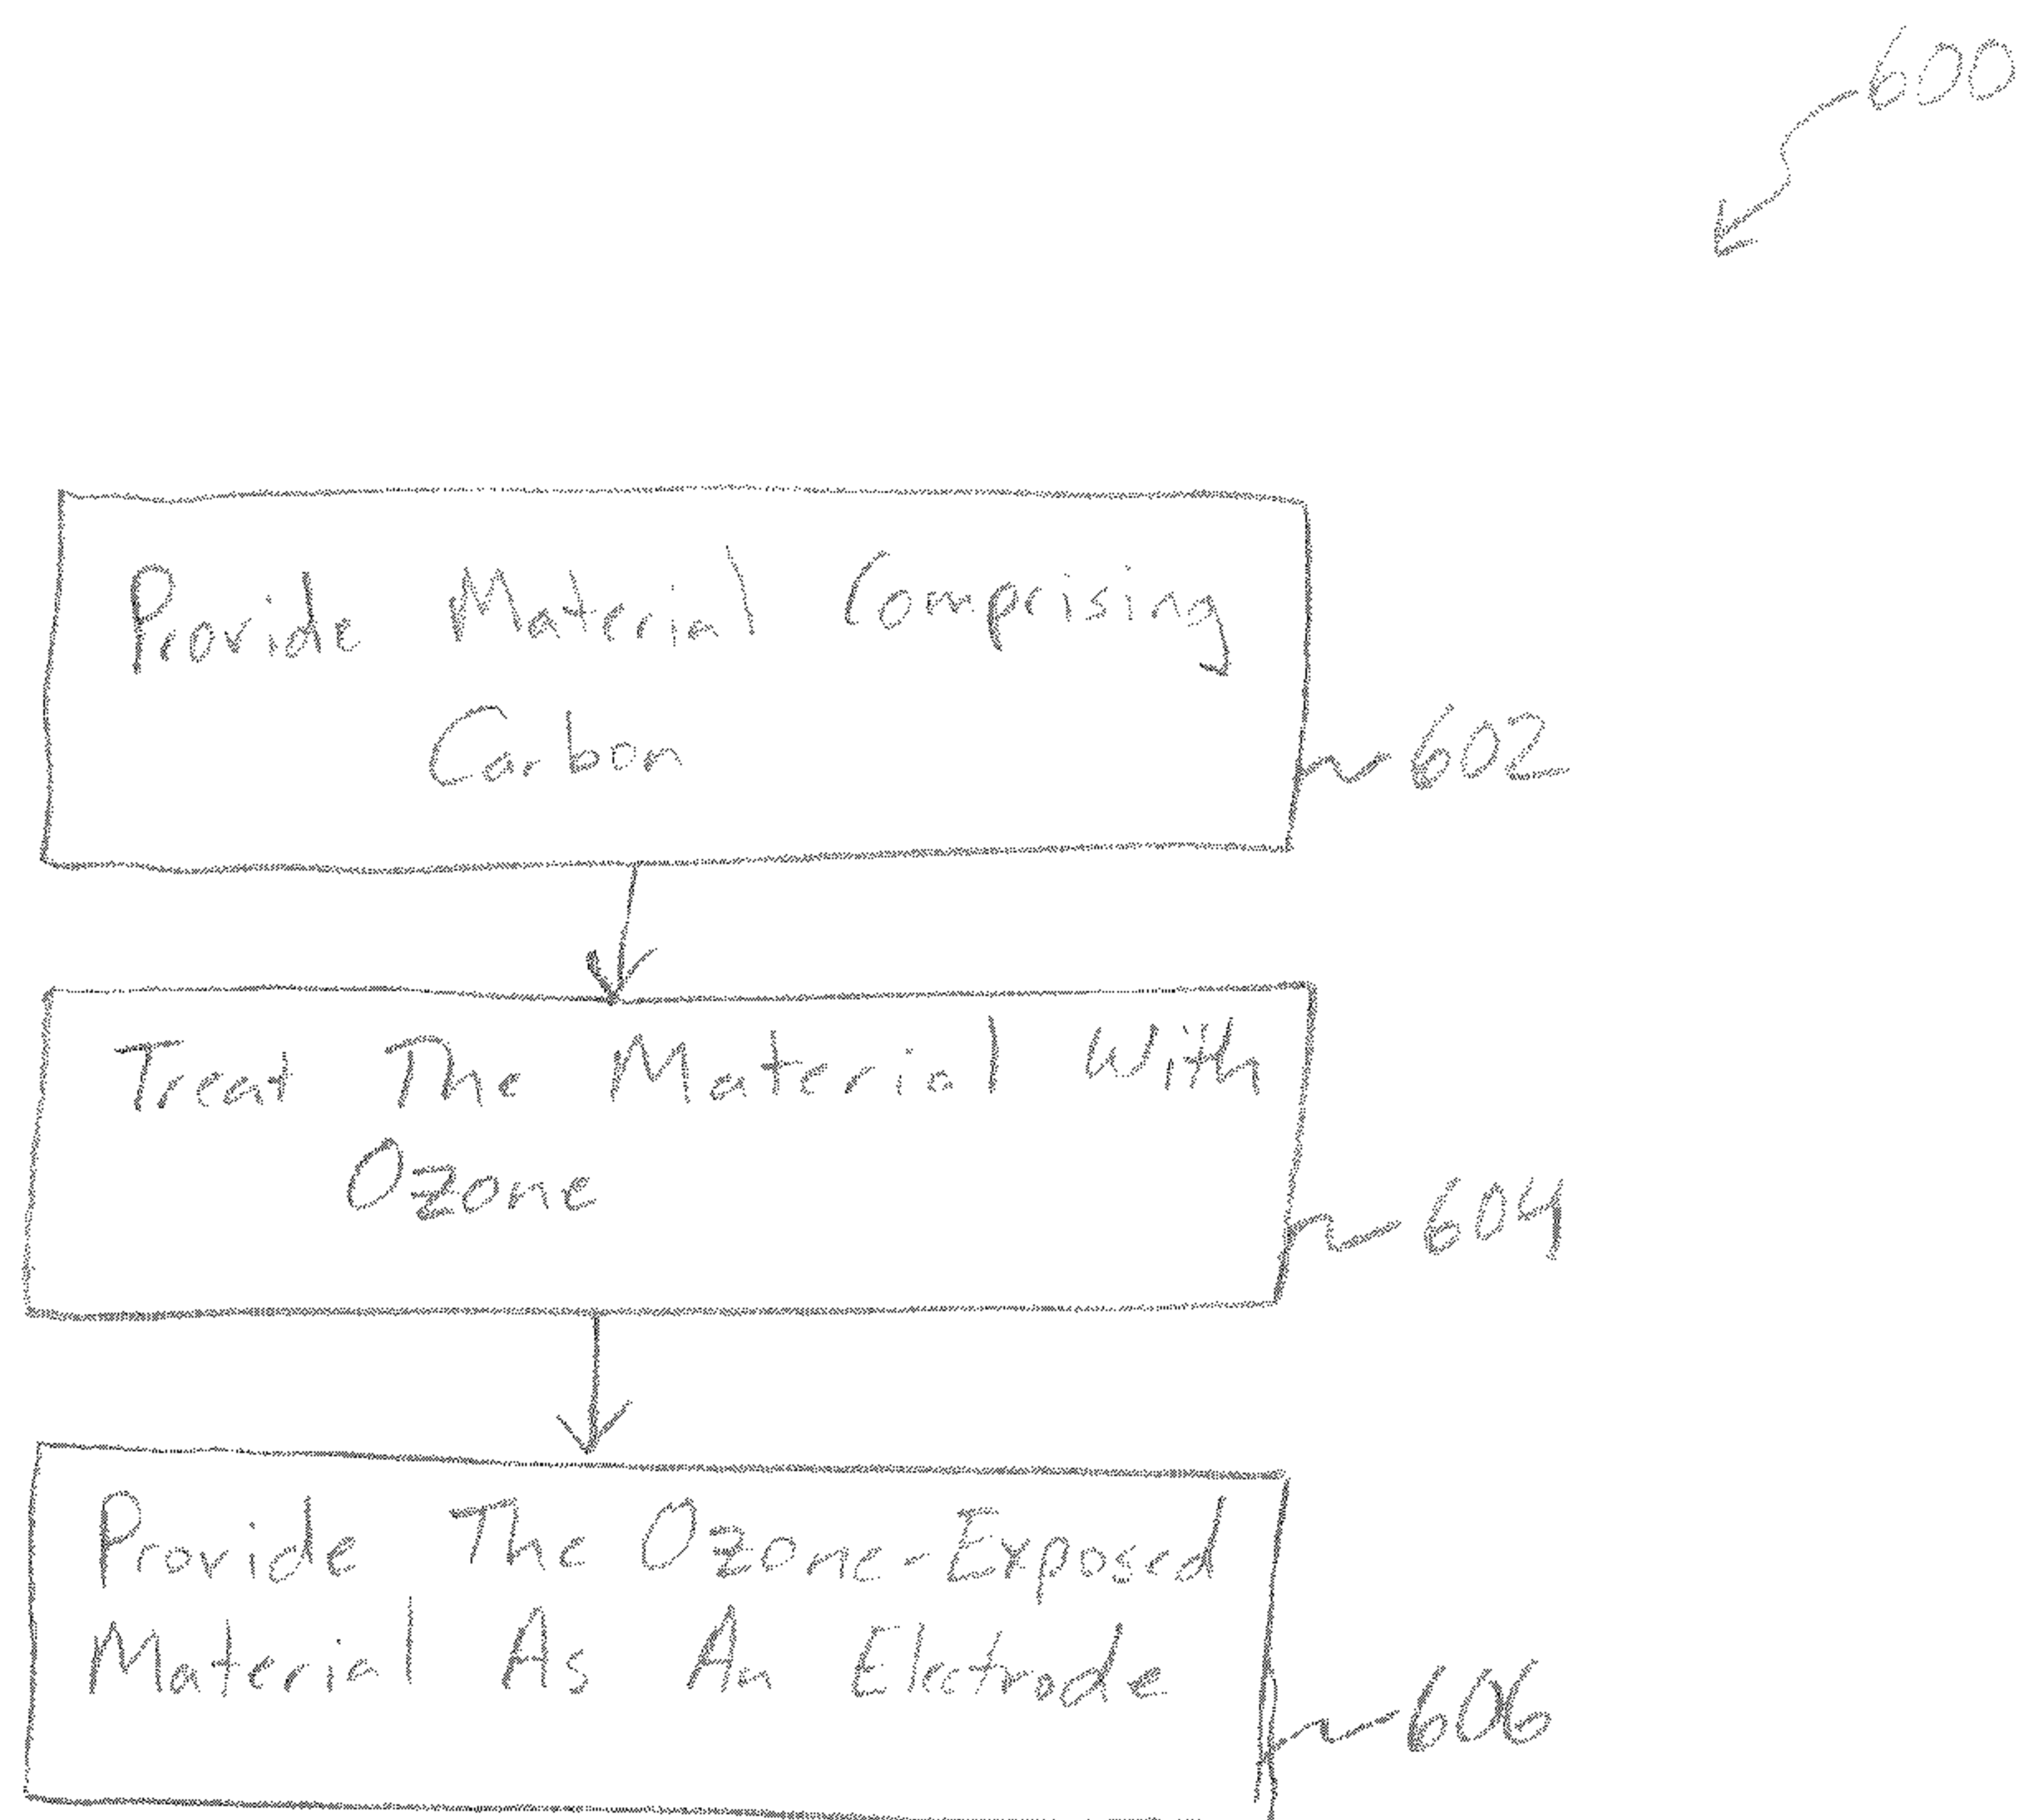 600
Provide Material Comprising
Carbon
602
Treat The Material With
Ozone
604
Provide The Ozone-Exposed
Material As An Electrode
606